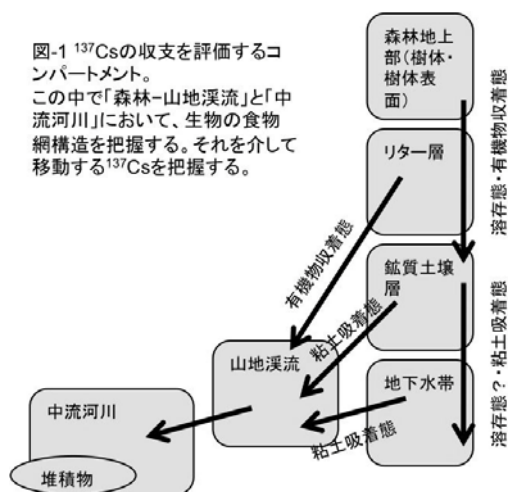 図-1 ¹³⁷Csの収支を評価するコ
ンパートメント。
この中で「森林−山地渓流」と「中
流河川」において、生物の食物
網構造を把握する。それを介して
移動する¹³⁷Csを把握する。
森林地上
部(樹体・
樹体表
面)
溶存態・有機物収着態
リター層
有機物収着態
鉱質土壌
層
粘土吸着態
溶存態？・粘土吸着態
山地渓流
地下水帯
粘土吸着態
中流河川
堆積物